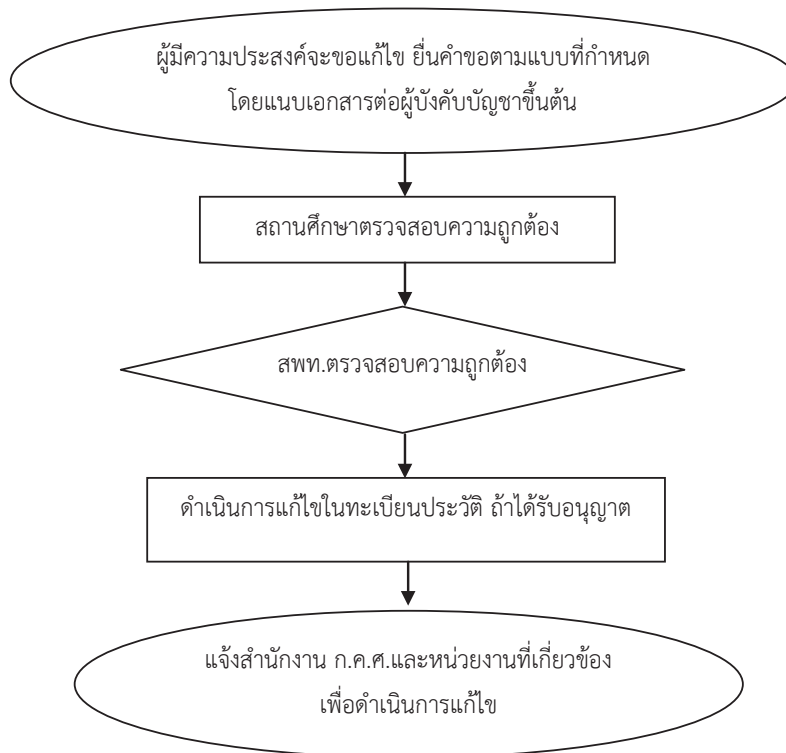 ผู้มีความประสงค์จะขอแก้ไข ยื่นคำขอตามแบบที่กำหนด
โดยแนบเอกสารต่อผู้บังคับบัญชาขึ้นต้น
สถานศึกษาตรวจสอบความถูกต้อง
สพท.ตรวจสอบความถูกต้อง
ดำเนินการแก้ไขในทะเบียนประวัติ ถ้าได้รับอนุญาต
แจ้งสำนักงาน ก.ค.ศ.และหน่วยงานที่เกี่ยวข้อง
เพื่อดำเนินการแก้ไข